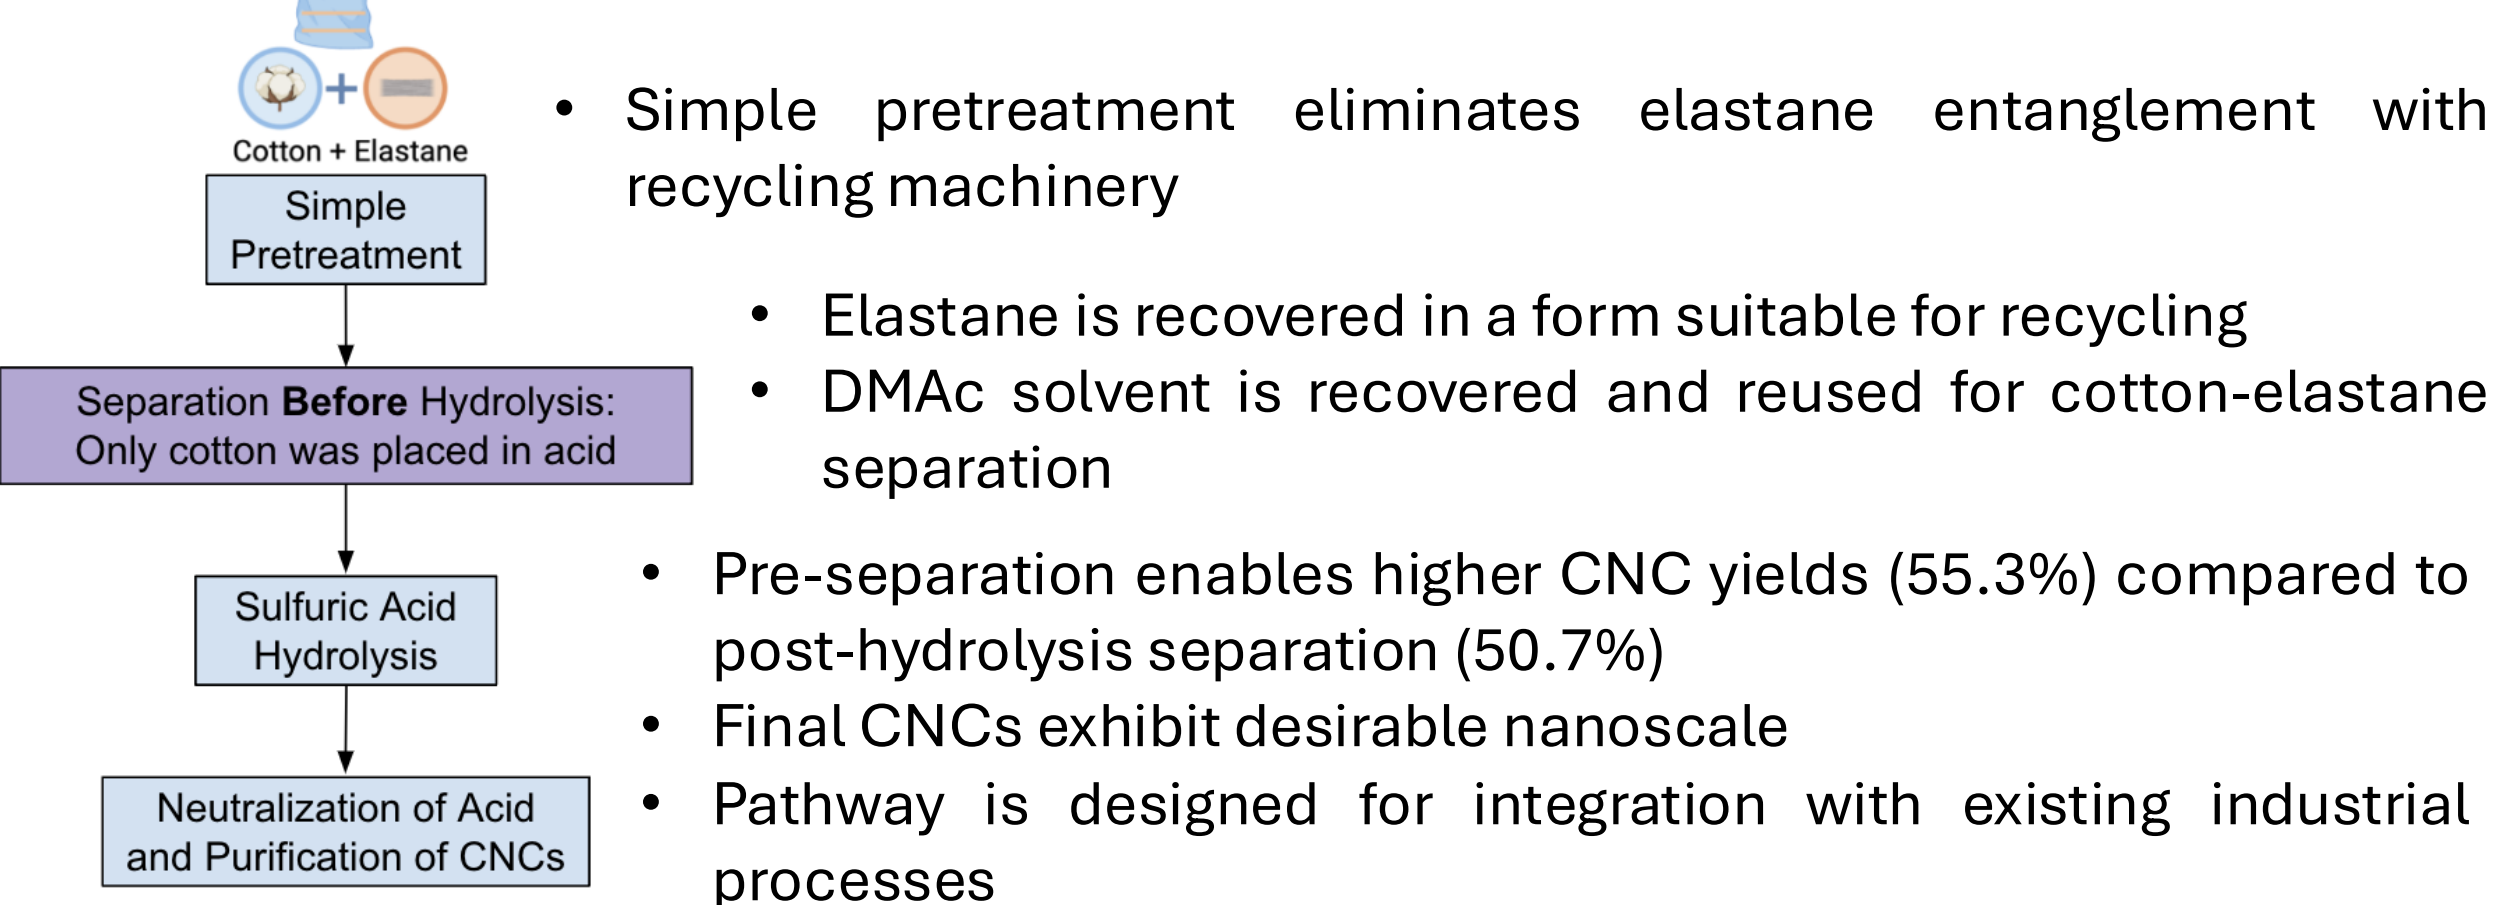 Cotton + Elastane
Simple
Pretreatment
Separation Before Hydrolysis:
Only cotton was placed in acid
Sulfuric Acid
Hydrolysis
Neutralization of Acid
and Purification of CNCs
• Simple pretreatment eliminates elastane entanglement with
recycling machinery
• Elastane is recovered in a form suitable for recycling
• DMAc solvent is recovered and reused for cotton-elastane
separation
• Pre-separation enables higher CNC yields (55.3%) compared to
post-hydrolysis separation (50.7%)
• Final CNCs exhibit desirable nanoscale
• Pathway is designed for integration with existing industrial
processes